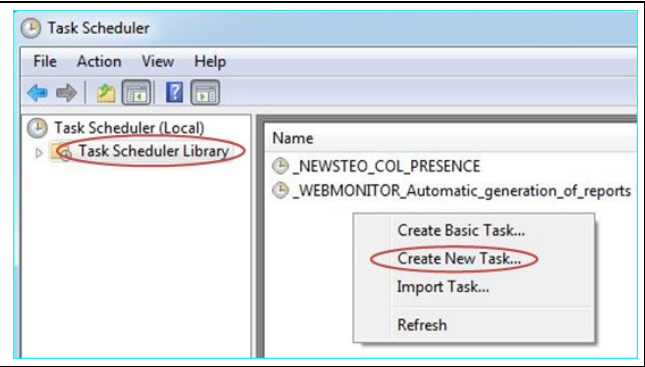 Task Scheduler
File Action View Help
Task Scheduler (Local)
Task Scheduler Library
Name
_NEWSTEO_COL_PRESENCE
_WEBMONITOR_Automatic_generation_of_reports
Create Basic Task...
Create New Task...
Import Task...
Refresh